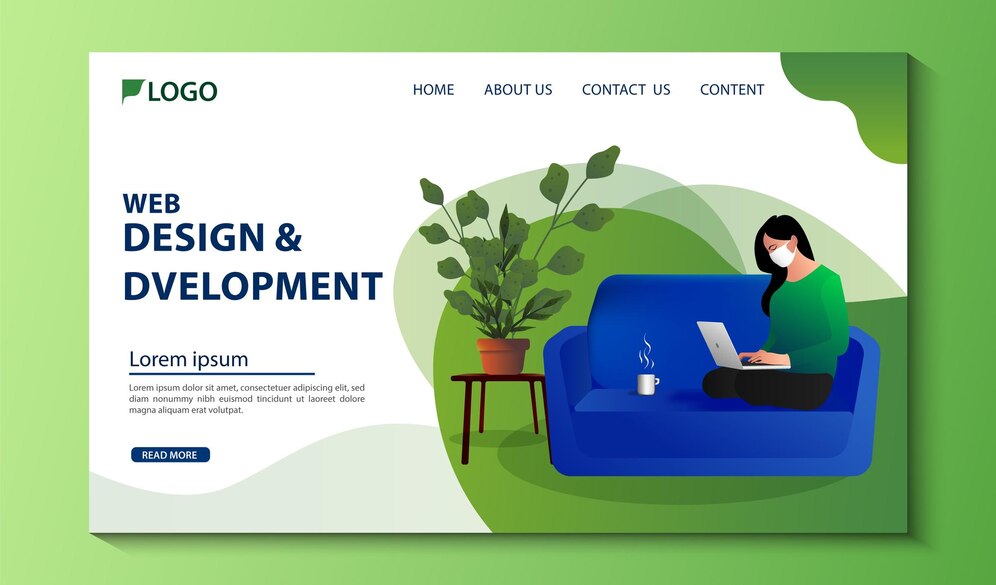 LOGO
HOME ABOUT US CONTACT US CONTENT
WEB
DESIGN &
DVELOPMENT
Lorem ipsum
Lorem ipsum dolor sit amet, consectetuer adipiscing elit, sed
diam nonummy nibh euismod tincidunt ut laoreet dolore
magna aliquam erat volutpat.
READ MORE